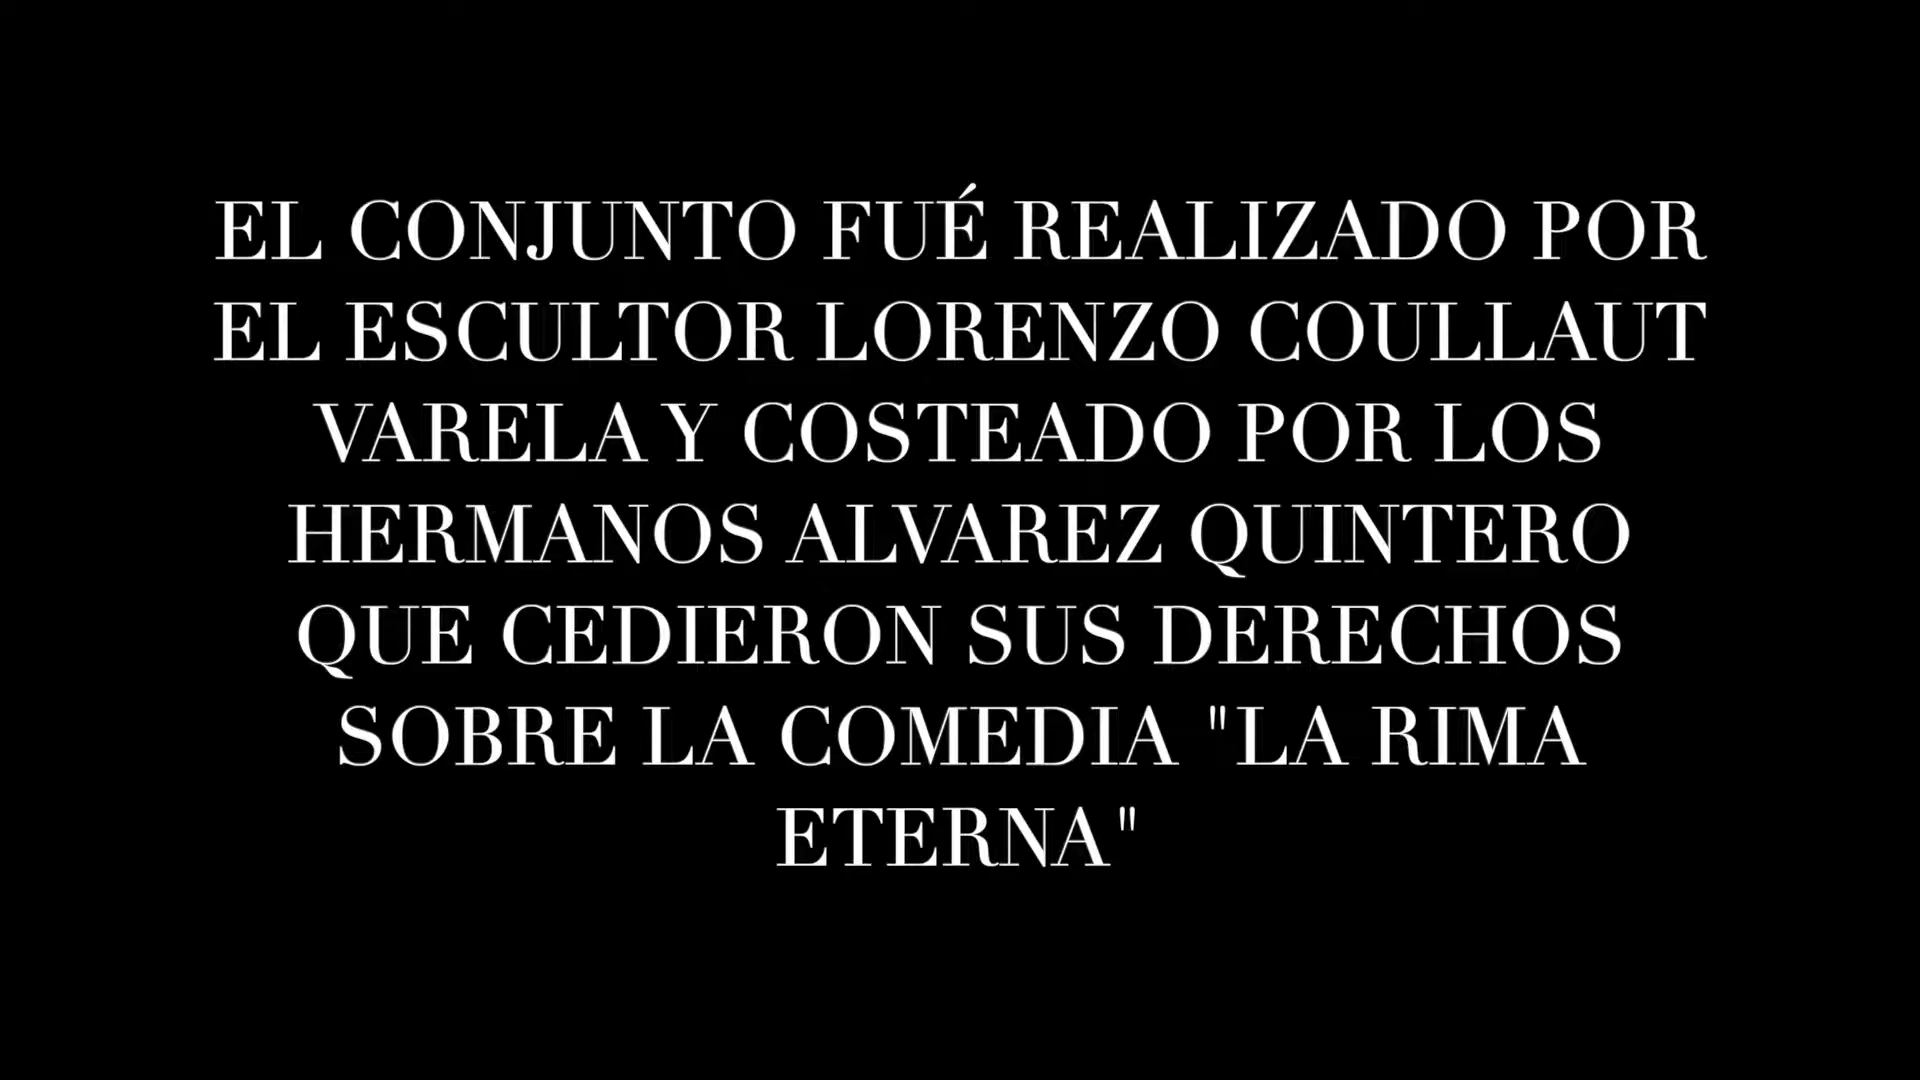 EL CONJUNTO FUÉ REALIZADO POR
EL ESCULTOR LORENZO COULLAUT
VARELA Y COSTEADO POR LOS
HERMANOS ALVAREZ QUINTERO
QUE CEDIERON SUS DERECHOS
SOBRE LA COMEDIA "LA RIMA
ETERNA"